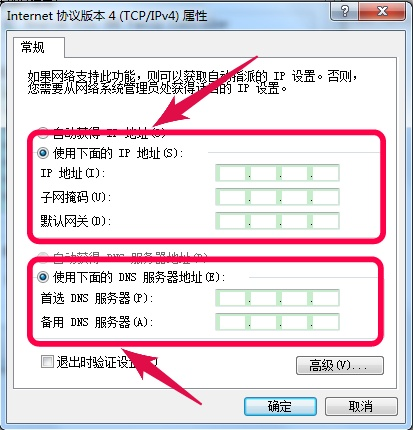 Internet 协议版本 4 (TCP/IPv4) 属性
常规
如果网络支持此功能，则可以获取自动指派的 IP 设置。否则，
您需要从网络系统管理员处获得适当的 IP 设置。
自动获得 IP 地址(O)
使用下面的 IP 地址(S):
IP 地址(I):
子网掩码(U):
默认网关(D):
自动获得 DNS 服务器地址(B)
使用下面的 DNS 服务器地址(E):
首选 DNS 服务器(P):
备用 DNS 服务器(A):
退出时验证设置
高级(V)...
确定
取消